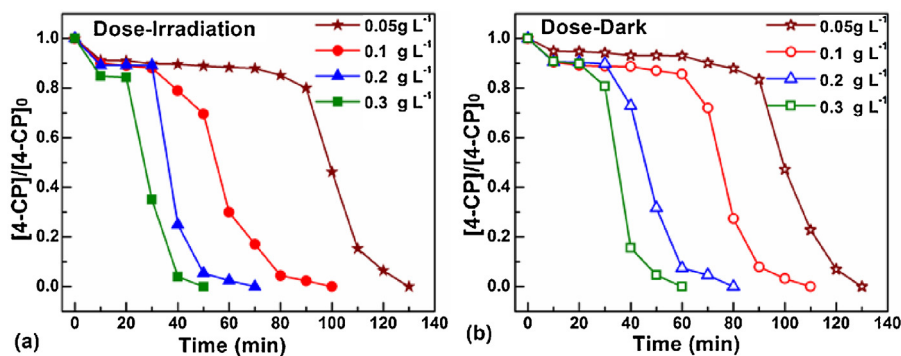 Dose-Irradiation
0.05g L⁻¹
0.1 g L⁻¹
0.2 g L⁻¹
0.3 g L⁻¹
[4-CP]/[4-CP]₀
1.0
0.8
0.6
0.4
0.2
0.0
0 20 40 60 80 100 120 140
Time (min)
(a)
Dose-Dark
0.05g L⁻¹
0.1 g L⁻¹
0.2 g L⁻¹
0.3 g L⁻¹
[4-CP]/[4-CP]₀
1.0
0.8
0.6
0.4
0.2
0.0
0 20 40 60 80 100 120 140
Time (min)
(b)